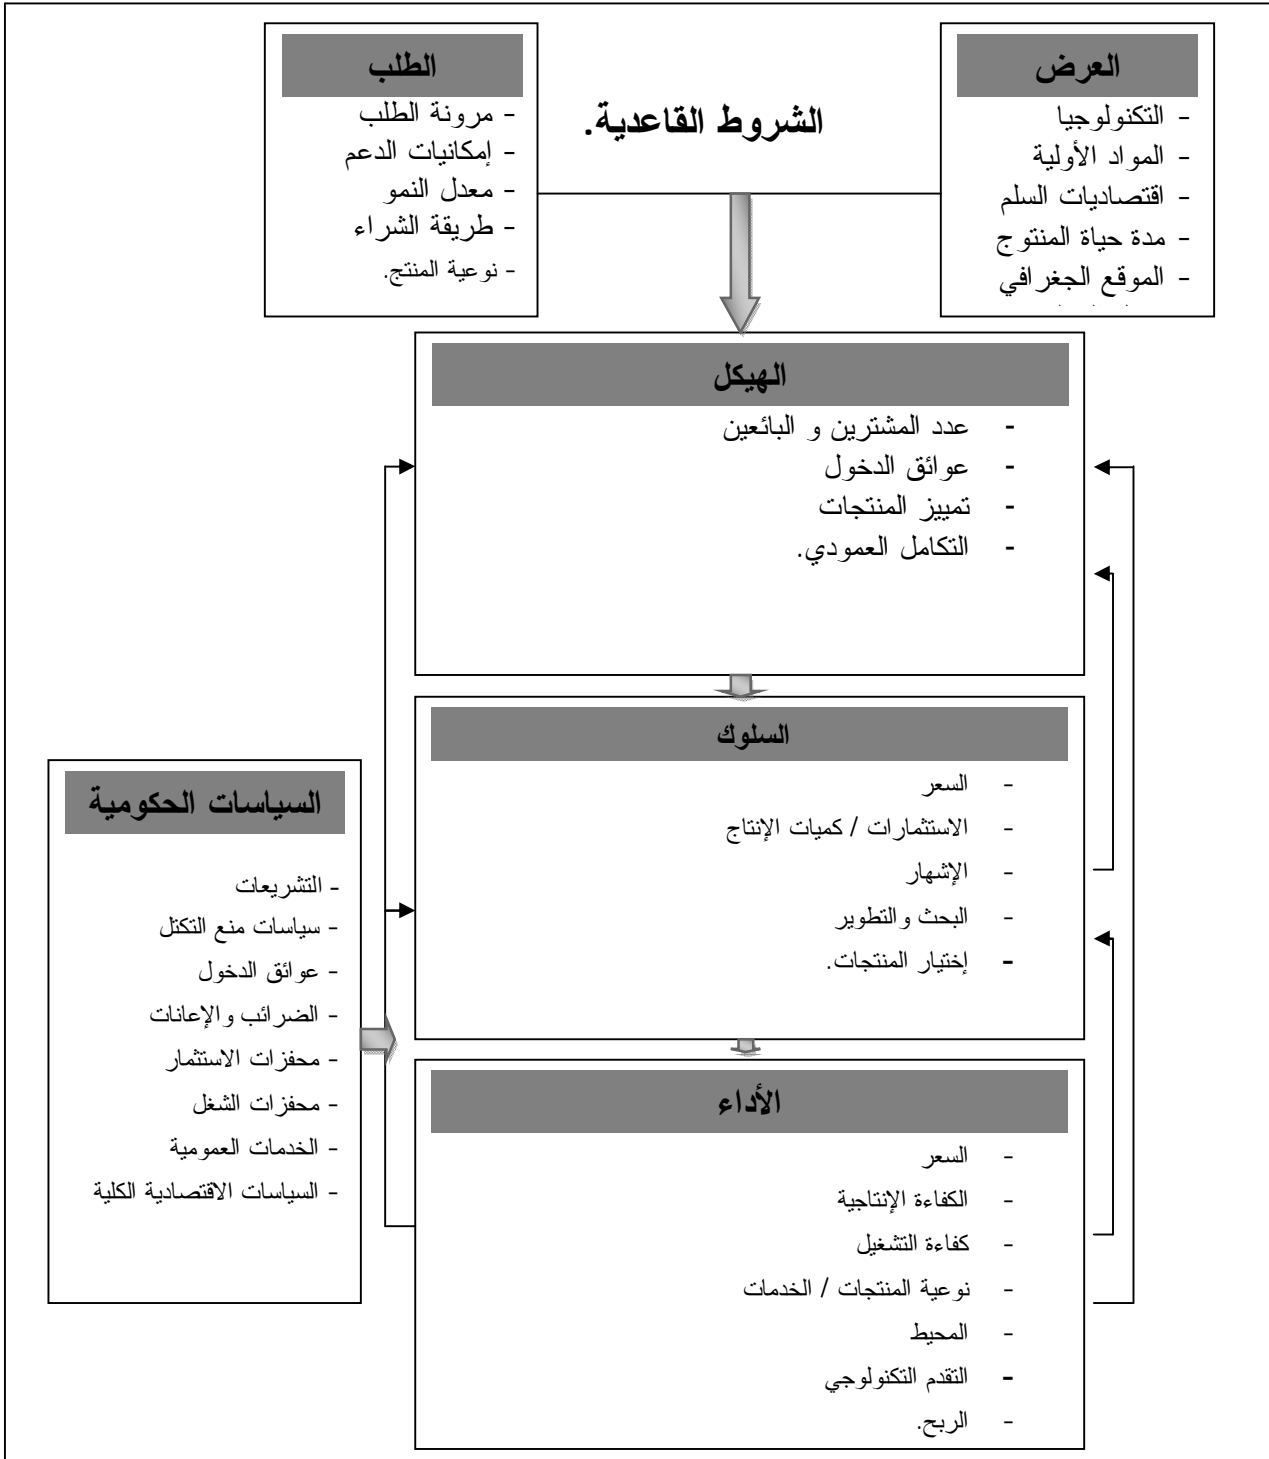 العرض
- التكنولوجيا
- المواد الأولية
- اقتصاديات السلم
- مدة حياة المنتوج
- الموقع الجغرافي
الشروط القاعدية.
الطلب
- مرونة الطلب
- إمكانيات الدعم
- معدل النمو
- طريقة الشراء
- نوعية المنتج.
الهيكل
- عدد المشترين و البائعين
- عوائق الدخول
- تمييز المنتجات
- التكامل العمودي.
السلوك
- السعر
- الاستثمارات / كميات الإنتاج
- الإشهار
- البحث والتطوير
- إختيار المنتجات.
السياسات الحكومية
- التشريعات
- سياسات منع التكتل
- عوائق الدخول
- الضرائب والإعانات
- محفزات الاستثمار
- محفزات الشغل
- الخدمات العمومية
- السياسات الاقتصادية الكلية
الأداء
- السعر
- الكفاءة الإنتاجية
- كفاءة التشغيل
- نوعية المنتجات / الخدمات
- المحيط
- التقدم التكنولوجي
- الربح.